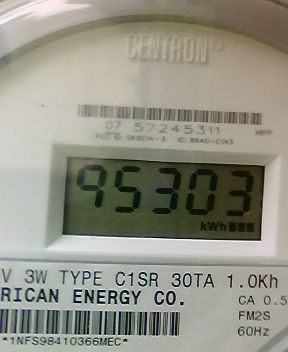 CENTRON
07 57245311
95303
kWh
V 3W TYPE C1SR 30TA 1.0Kh
RICAN ENERGY CO. CA 0.5
FM2S
60Hz
*1NFS98410366MEC*